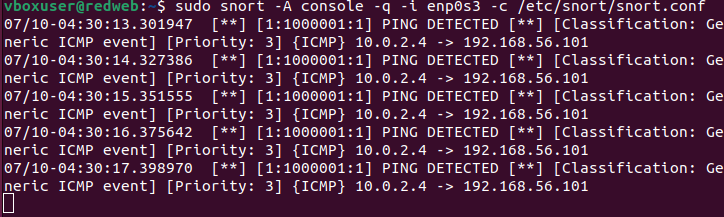 vboxuser@redweb:~$ sudo snort -A console -q -i enp0s3 -c /etc/snort/snort.conf
07/10-04:30:13.301947  [**] [1:1000001:1] PING DETECTED [**] [Classification: Ge
neric ICMP event] [Priority: 3] {ICMP} 10.0.2.4 -> 192.168.56.101
07/10-04:30:14.327386  [**] [1:1000001:1] PING DETECTED [**] [Classification: Ge
neric ICMP event] [Priority: 3] {ICMP} 10.0.2.4 -> 192.168.56.101
07/10-04:30:15.351555  [**] [1:1000001:1] PING DETECTED [**] [Classification: Ge
neric ICMP event] [Priority: 3] {ICMP} 10.0.2.4 -> 192.168.56.101
07/10-04:30:16.375642  [**] [1:1000001:1] PING DETECTED [**] [Classification: Ge
neric ICMP event] [Priority: 3] {ICMP} 10.0.2.4 -> 192.168.56.101
07/10-04:30:17.398970  [**] [1:1000001:1] PING DETECTED [**] [Classification: Ge
neric ICMP event] [Priority: 3] {ICMP} 10.0.2.4 -> 192.168.56.101